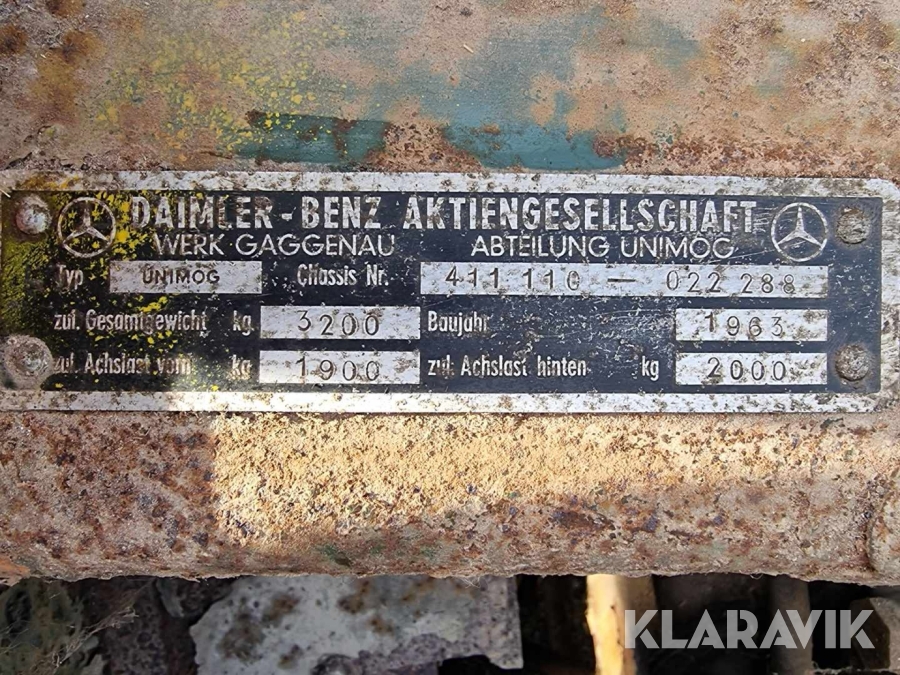 DAIMLER-BENZ AKTIENGESELLSCHAFT
WERK GAGGENAU ABTEILUNG UNIMOG
Typ UNIMOG Chassis Nr. 411 110 - 022 288
zul. Gesamtgewicht kg. 3200 Baujahr 1963
zul. Achslast vorn kg 1900 zul. Achslast hinten kg 2000
KLARAVIK